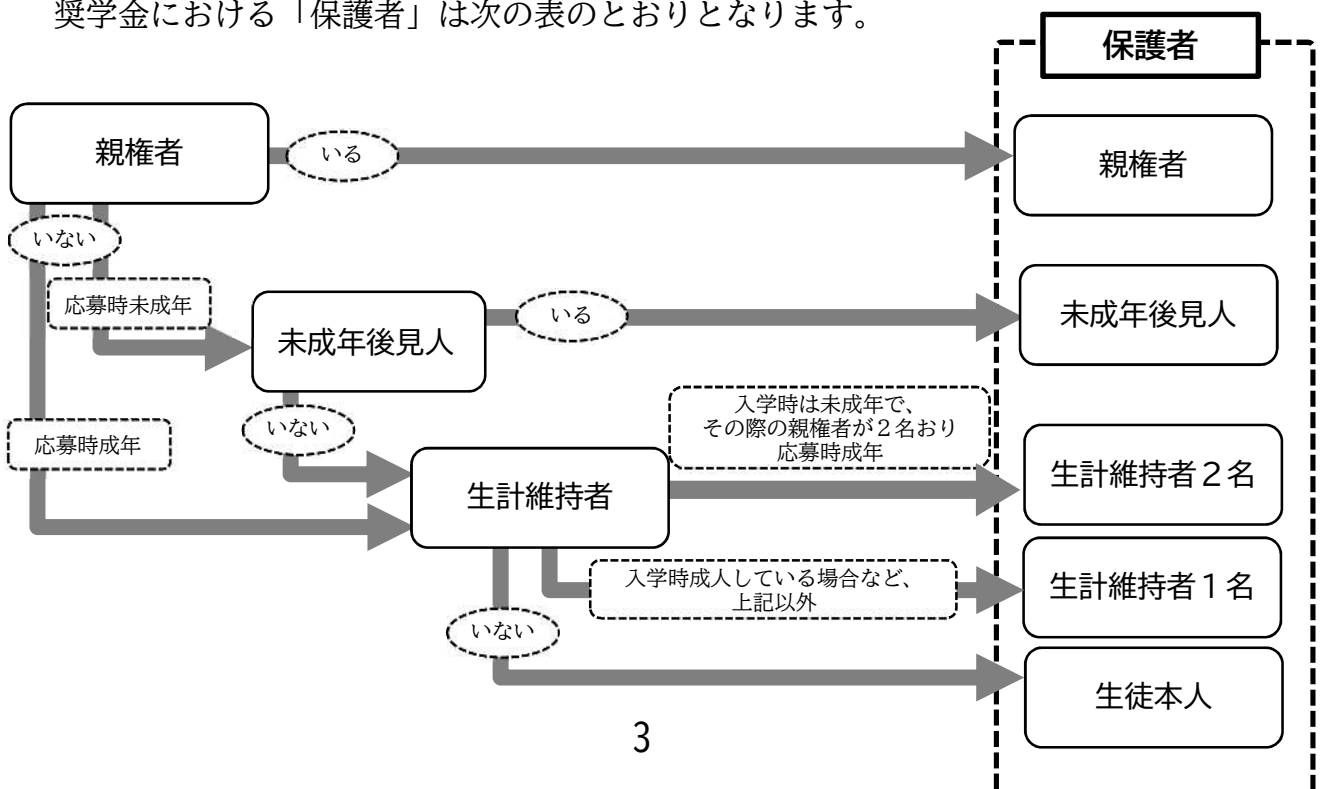 奨学金における「保護者」は次の表のとおりとなります。
保護者
親権者
いる
親権者
いない
応募時未成年
未成年後見人
いる
未成年後見人
いない
応募時成年
入学時は未成年で、
その際の親権者が２名おり
応募時成年
生計維持者
生計維持者２名
入学時成人している場合など、
上記以外
生計維持者１名
いない
生徒本人
3